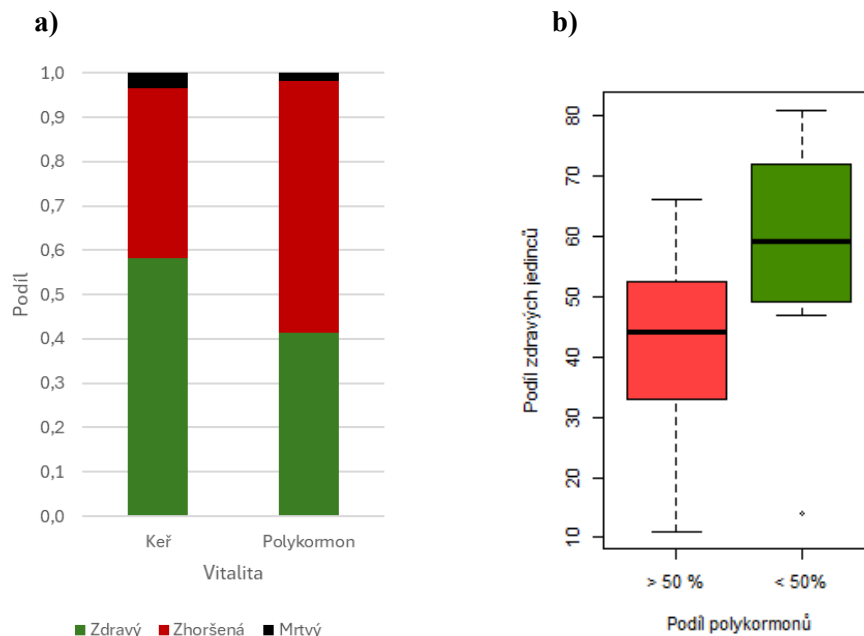 a)
1,0
0,9
0,8
0,7
0,6
0,5
0,4
0,3
0,2
0,1
0,0
Podíl
Keř Polykormon
Vitalita
Zdravý Zhoršená Mrtvý
b)
80
70
60
50
40
30
20
10
Podíl zdravých jedinců
> 50 % < 50%
Podíl polykormonů